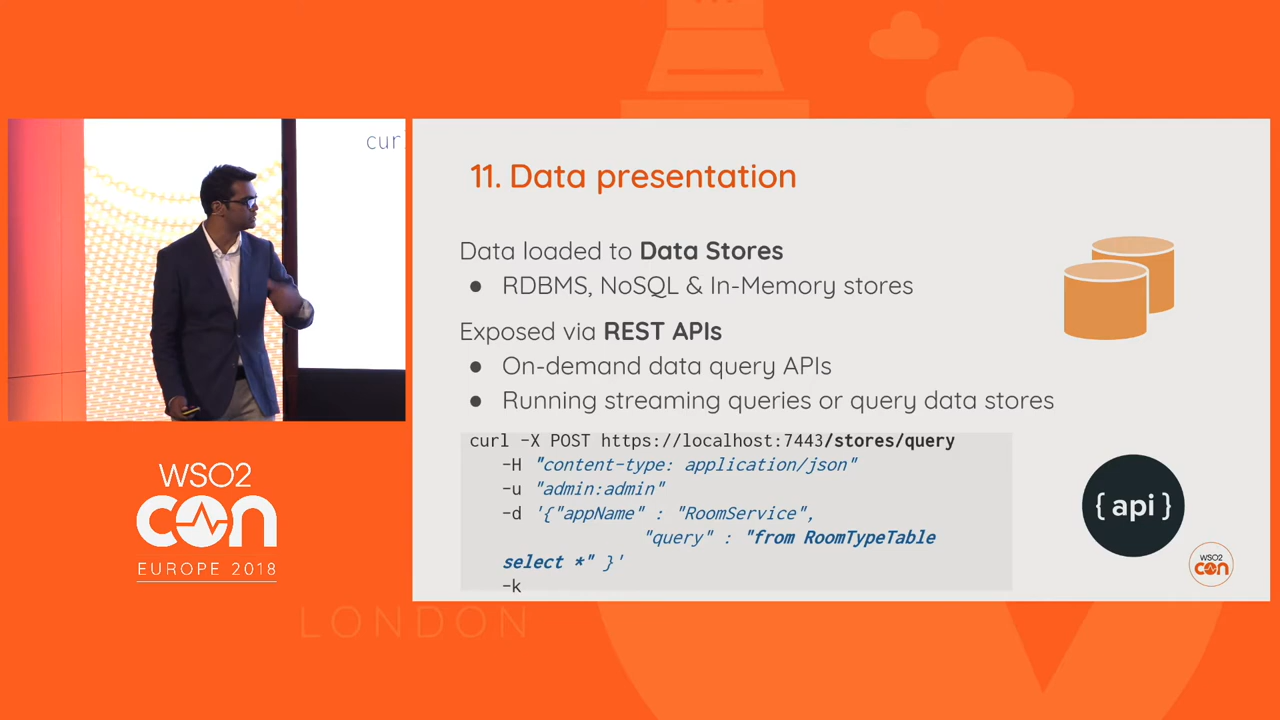 cur
11. Data presentation
Data loaded to Data Stores
● RDBMS, NoSQL & In-Memory stores
Exposed via REST APIs
● On-demand data query APIs
● Running streaming queries or query data stores
curl -X POST https://localhost:7443/stores/query
-H "content-type: application/json"
-u "admin:admin"
-d '{"appName" : "RoomService",
"query" : "from RoomTypeTable
select *" }'
-k
{ api }
WSO2
con
WSO2
con
EUROPE 2018
LONDON